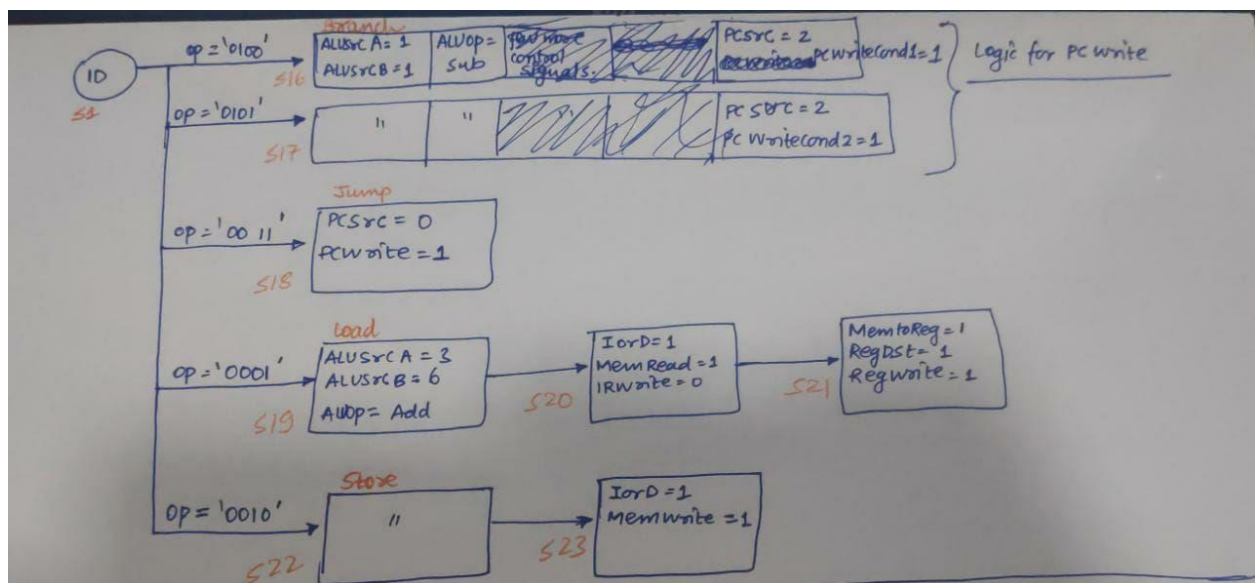 Branch
ID
S1
op='0100'
S16
ALUSrc A= 1
ALUSrcB=1
ALUop=
sub
control
signals.
PCSrc = 2
PCWriteCond1=1
Logic for PC write
op='0101'
S17
"
"
PCSrc = 2
PC WriteCond2=1
Jump
op='0011'
S18
PCSrc = 0
PCWrite=1
Load
op='0001'
S19
ALUSrc A = 3
ALUSrcB=6
ALUOp= Add
S20
IorD=1
MemRead=1
IRWrite=0
S21
MemtoReg=1
RegDst=1
RegWrite=1
Store
op='0010'
S22
"
S23
IorD=1
MemWrite=1